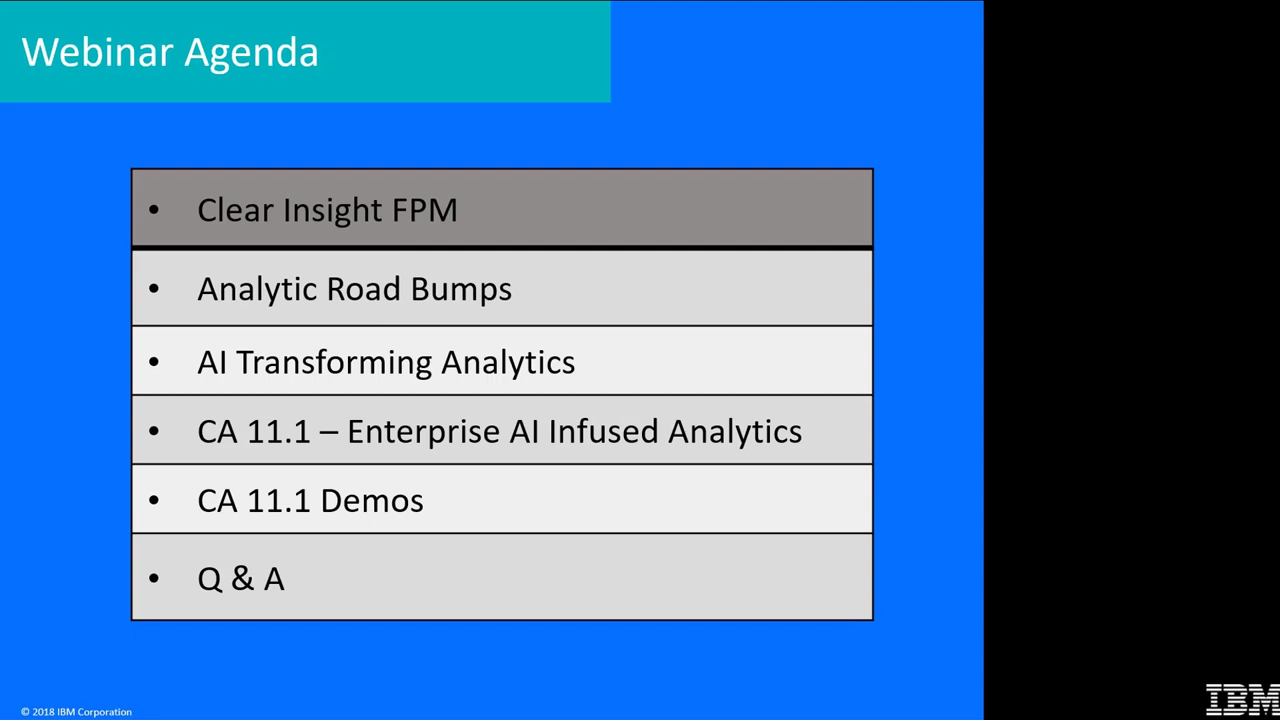 Webinar Agenda
• Clear Insight FPM
• Analytic Road Bumps
• AI Transforming Analytics
• CA 11.1 – Enterprise AI Infused Analytics
• CA 11.1 Demos
• Q & A
© 2018 IBM Corporation
IBM